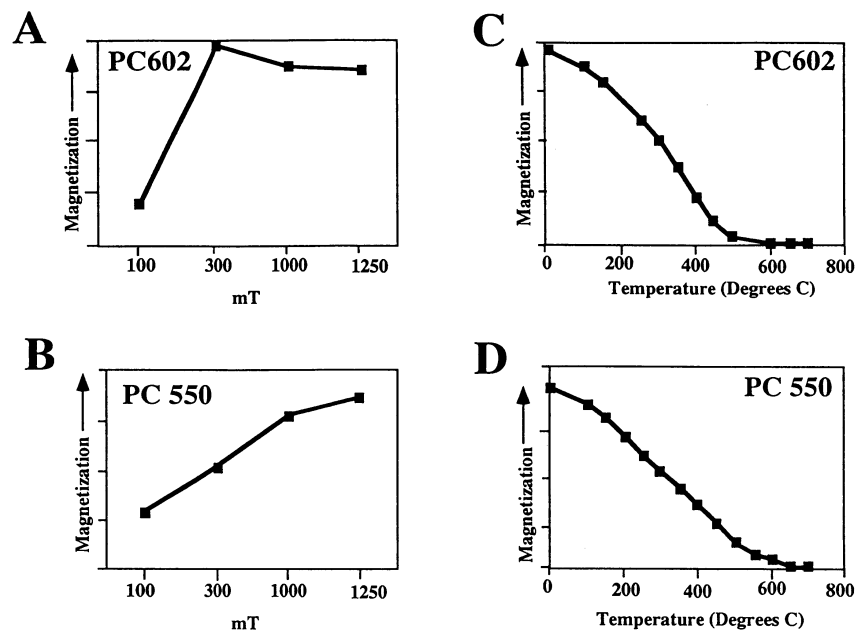 A
PC602
Magnetization
100 300 1000 1250
mT
C
PC602
Magnetization
0 200 400 600 800
Temperature (Degrees C)
B
PC 550
Magnetization
100 300 1000 1250
mT
D
PC 550
Magnetization
0 200 400 600 800
Temperature (Degrees C)